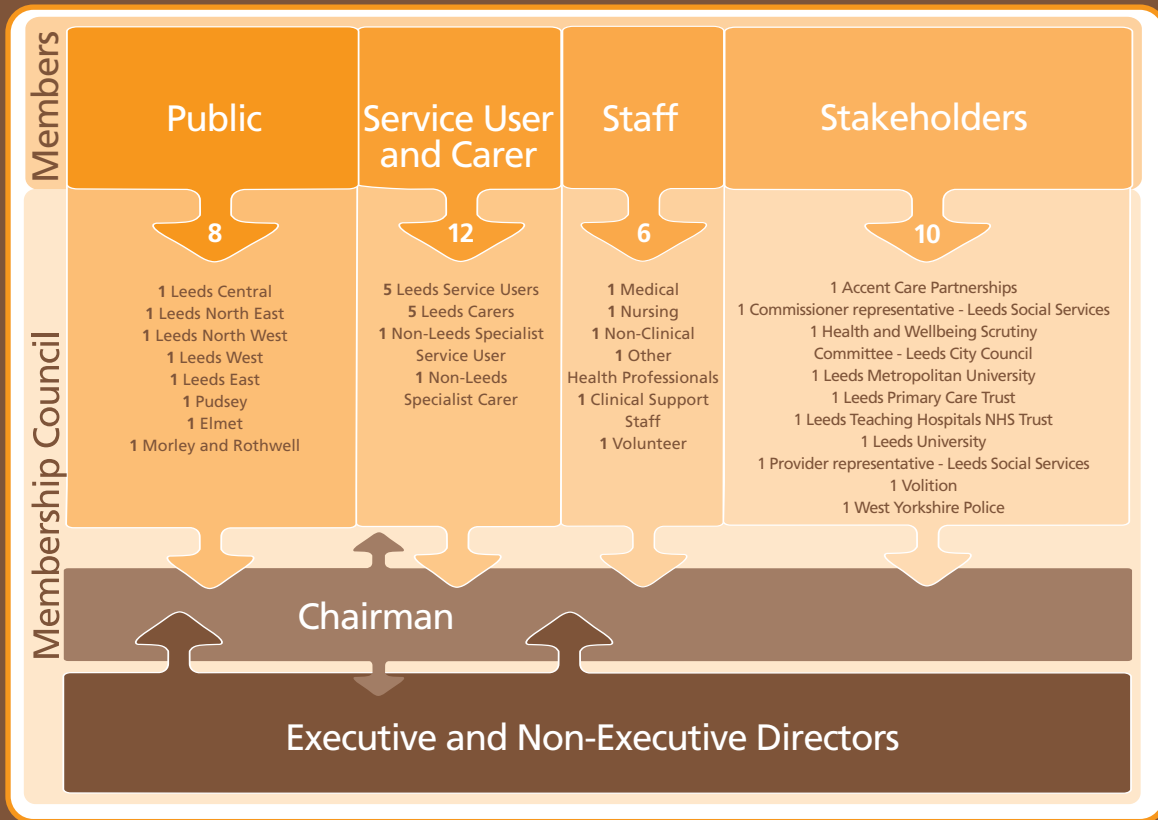 Members
Public
Service User
and Carer
Staff
Stakeholders
8
12
6
10
Membership Council
1 Leeds Central
1 Leeds North East
1 Leeds North West
1 Leeds West
1 Leeds East
1 Pudsey
1 Elmet
1 Morley and Rothwell
5 Leeds Service Users
5 Leeds Carers
1 Non-Leeds Specialist
Service User
1 Non-Leeds
Specialist Carer
1 Medical
1 Nursing
1 Non-Clinical
1 Other
Health Professionals
1 Clinical Support
Staff
1 Volunteer
1 Accent Care Partnerships
1 Commissioner representative - Leeds Social Services
1 Health and Wellbeing Scrutiny
Committee - Leeds City Council
1 Leeds Metropolitan University
1 Leeds Primary Care Trust
1 Leeds Teaching Hospitals NHS Trust
1 Leeds University
1 Provider representative - Leeds Social Services
1 Volition
1 West Yorkshire Police
Chairman
Executive and Non-Executive Directors